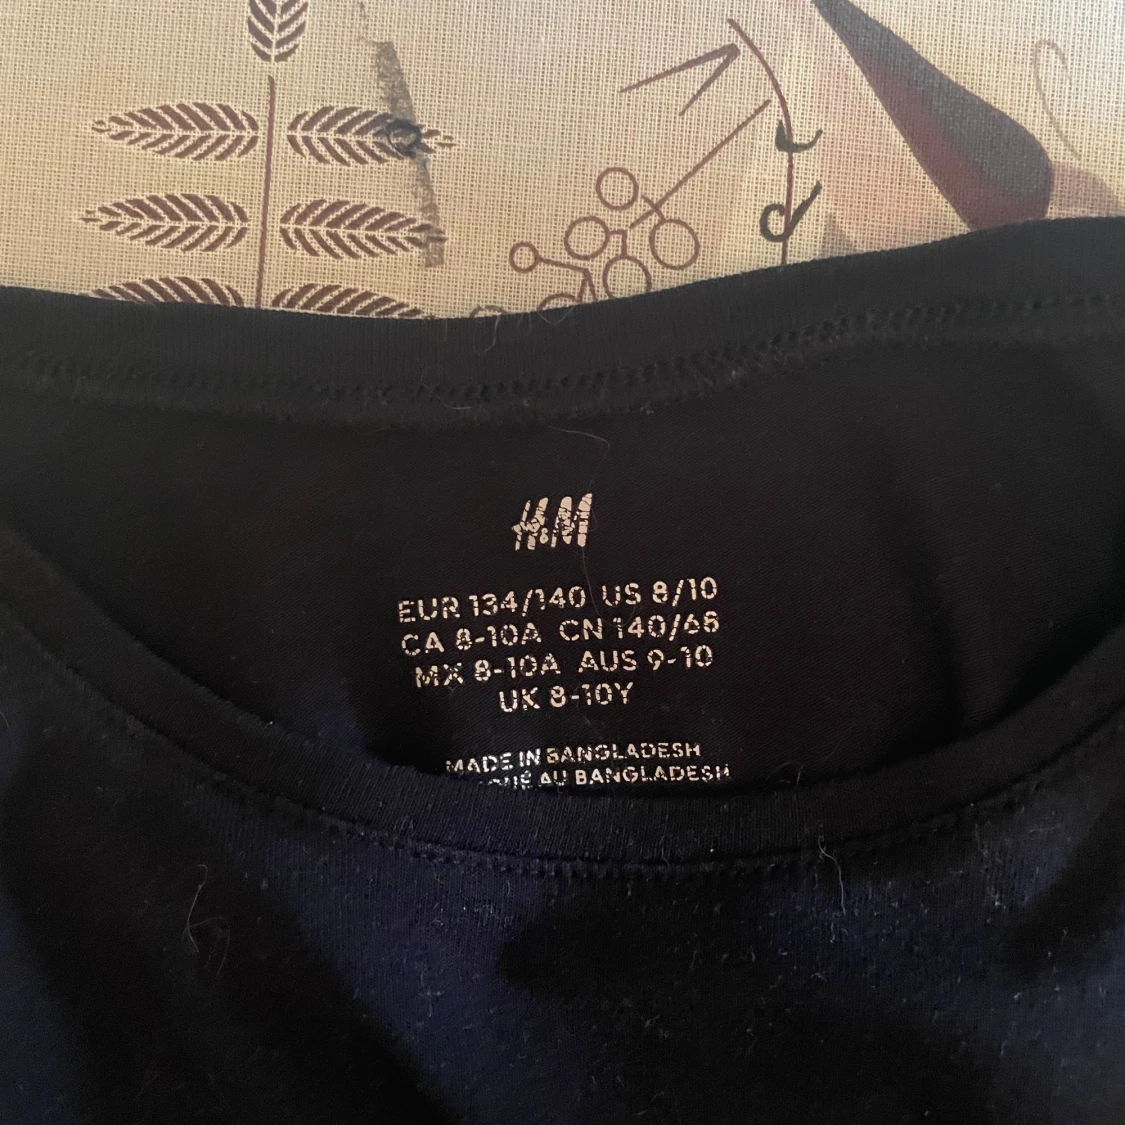 H&M
EUR 134/140 US 8/10
CA 8-10A CN 140/68
MX 8-10A AUS 9-10
UK 8-10Y
MADE IN BANGLADESH
AU BANGLADESH